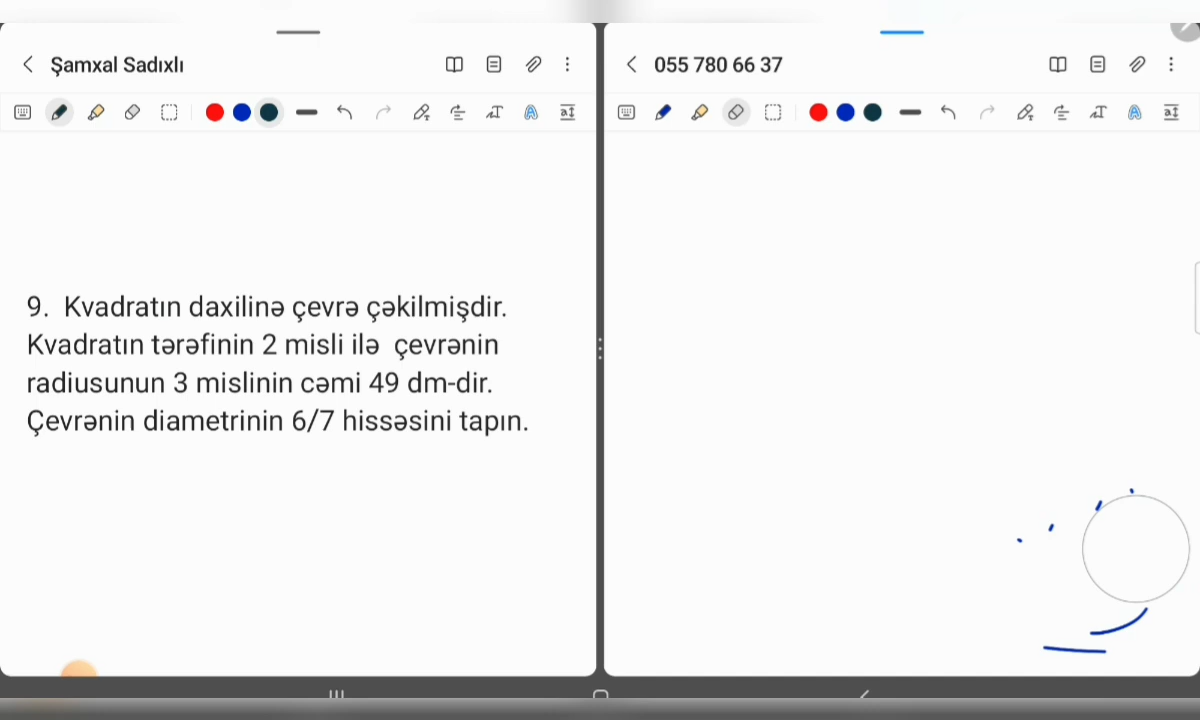 Şamxal Sadıxlı
055 780 66 37
9. Kvadratın daxilinə çevrə çəkilmişdir.
Kvadratın tərəfinin 2 misli ilə çevrənin
radiusunun 3 mislinin cəmi 49 dm-dir.
Çevrənin diametrinin 6/7 hissəsini tapın.